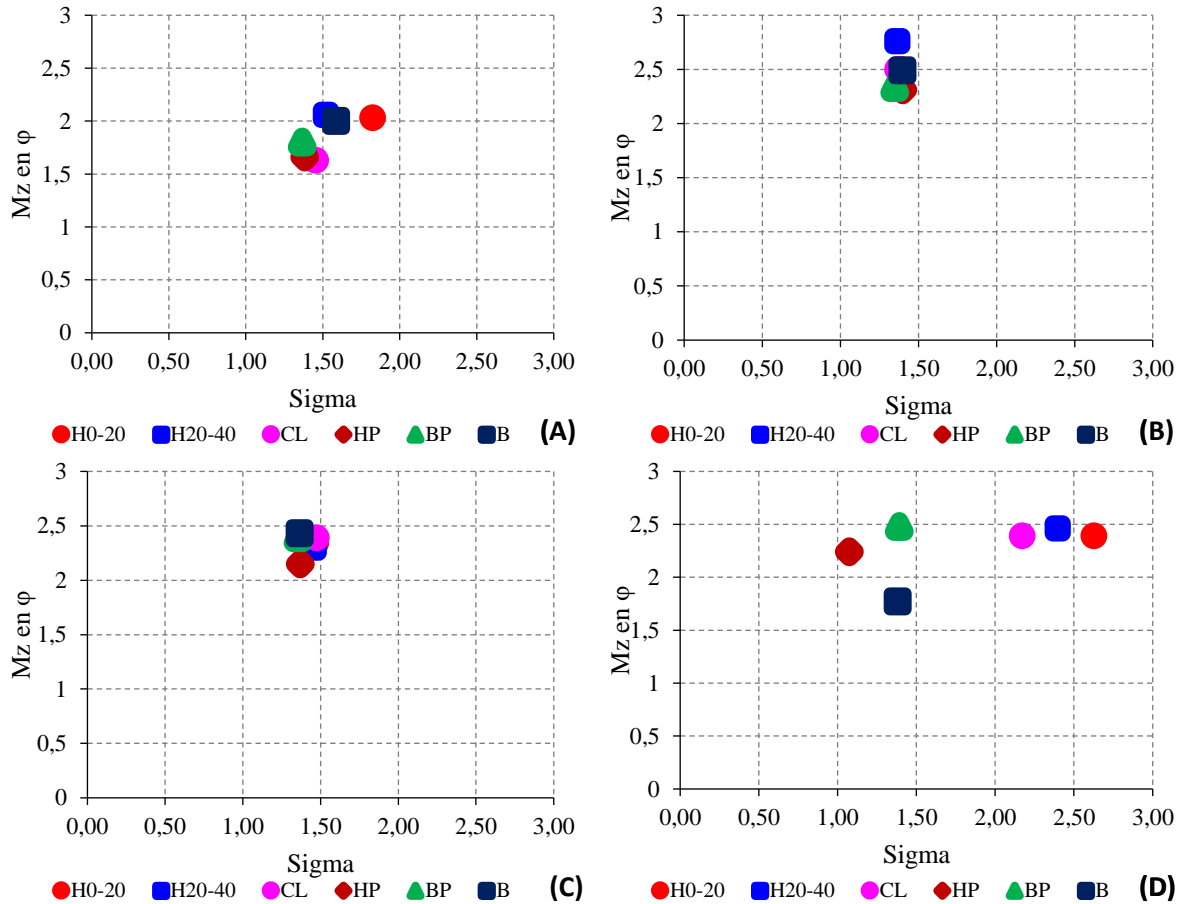 3
2,5
2
1,5
1
0,5
0
Mz en φ
0,00 0,50 1,00 1,50 2,00 2,50 3,00
Sigma
H0-20 H20-40 CL HP BP B (A)
3
2,5
2
1,5
1
0,5
0
Mz en φ
0,00 0,50 1,00 1,50 2,00 2,50 3,00
Sigma
H0-20 H20-40 CL HP BP B (B)
3
2,5
2
1,5
1
0,5
0
Mz en φ
0,00 0,50 1,00 1,50 2,00 2,50 3,00
Sigma
H0-20 H20-40 CL HP BP B (C)
3
2,5
2
1,5
1
0,5
0
Mz en φ
0,00 0,50 1,00 1,50 2,00 2,50 3,00
Sigma
H0-20 H20-40 CL HP BP B (D)